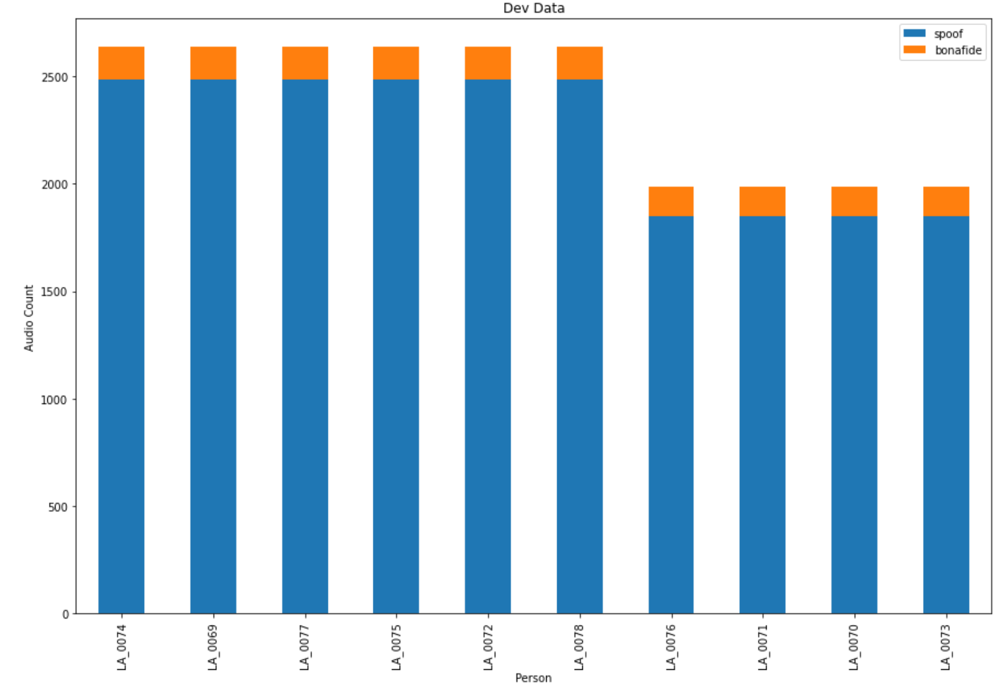 Dev Data
spoof
bonafide
2500
2000
1500
1000
500
0
Audio Count
LA_0074
LA_0069
LA_0077
LA_0075
LA_0072
LA_0078
LA_0076
LA_0071
LA_0070
LA_0073
Person